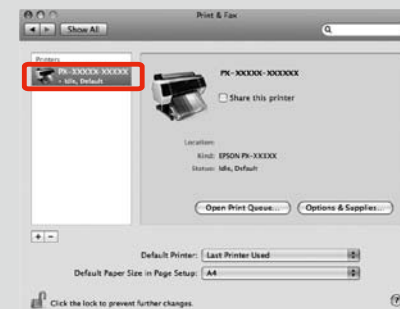 Print & Fax
Show All
Printers
PX-XXXXX XXXXX
• Idle, Default
PX-XXXXX-XXXXXX
Share this printer
Location:
Kind: EPSON PX-XXXXX
Status: Idle, Default
Open Print Queue...
Options & Supplies...
+ -
Default Printer: Last Printer Used
Default Paper Size in Page Setup: A4
Click the lock to prevent further changes.
?